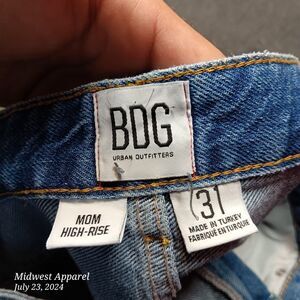 BDG
URBAN OUTFITTERS
MOM
HIGH-RISE
31
MADE IN TURKEY
FABRIQUÉ EN TURQUIE
Midwest Apparel
July 23, 2024